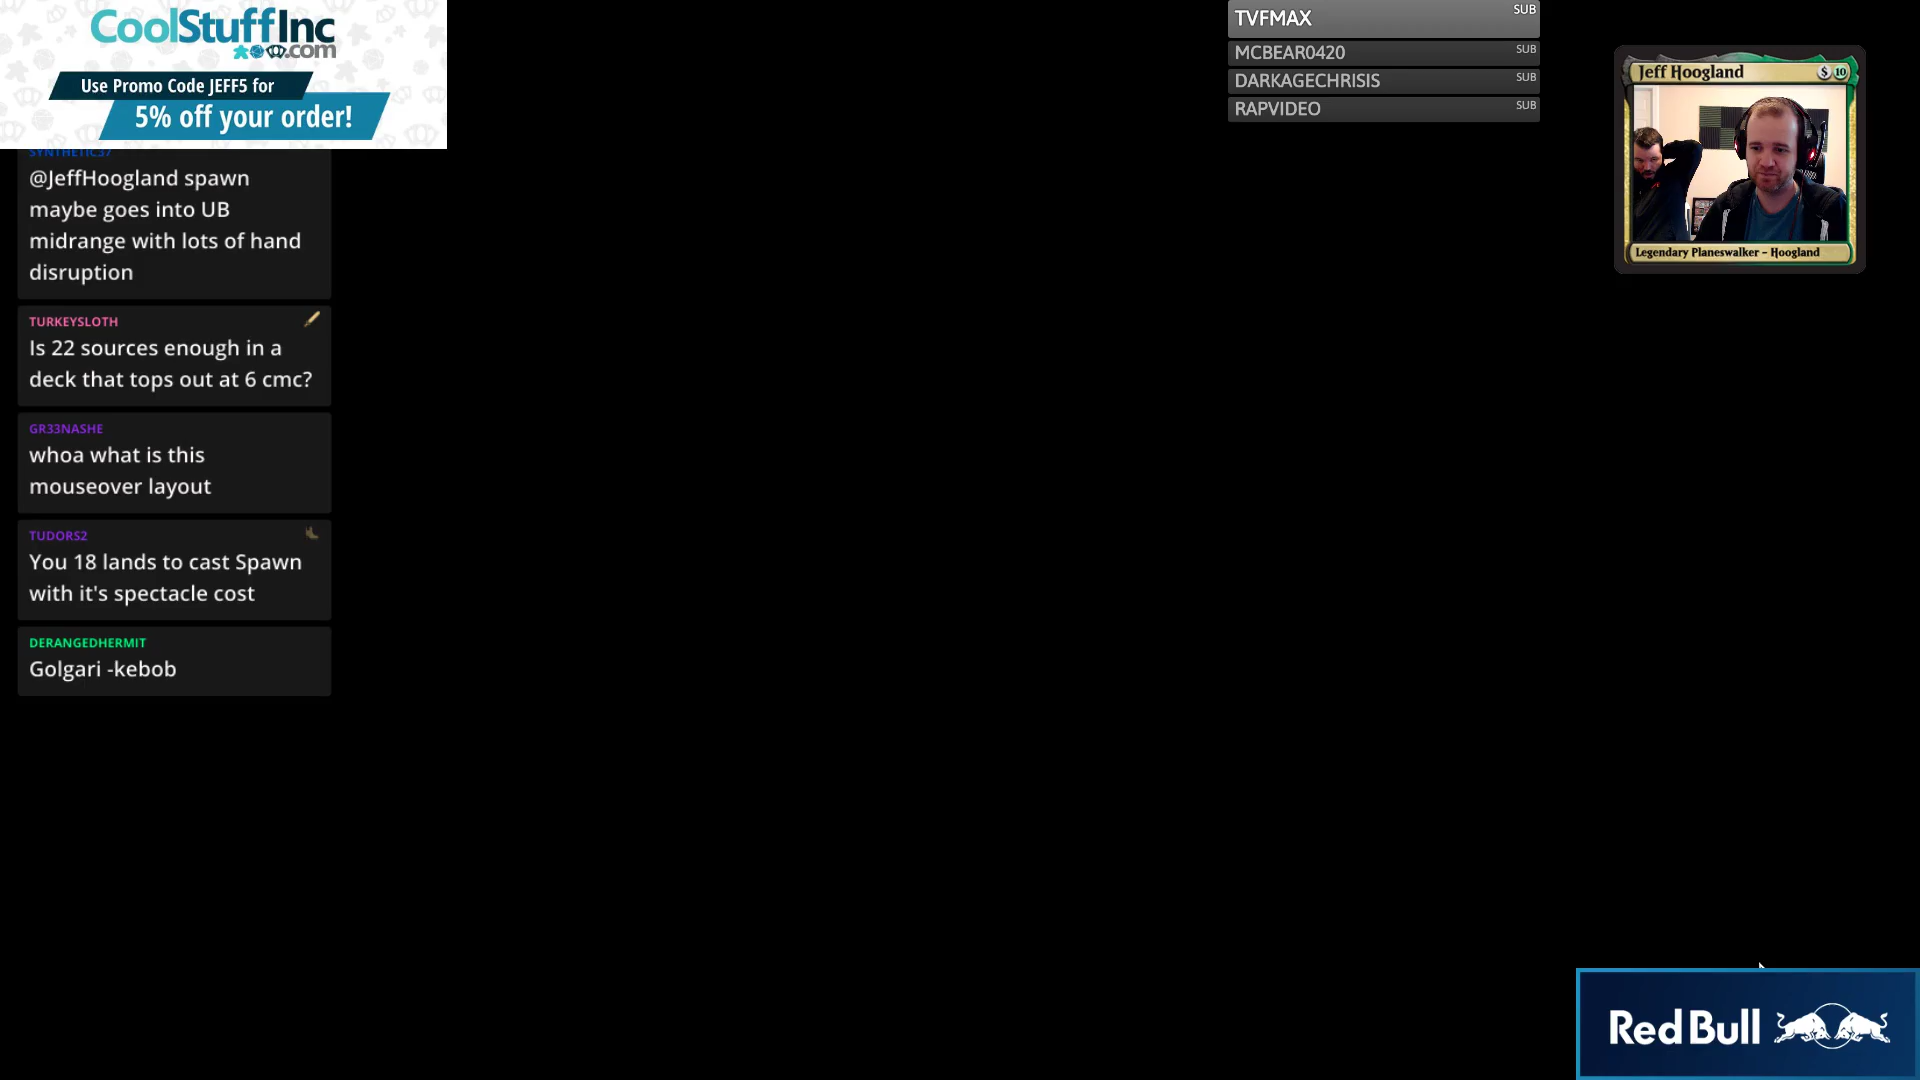 CoolStuffInc
.com
Use Promo Code JEFF5 for
5% off your order!
SYNTHETIC37
@JeffHoogland spawn
maybe goes into UB
midrange with lots of hand
disruption
TURKEYSLOTH
Is 22 sources enough in a
deck that tops out at 6 cmc?
GR33NASHE
whoa what is this
mouseover layout
TUDORS2
You 18 lands to cast Spawn
with it's spectacle cost
DERANGEDHERMIT
Golgari -kebob
TVFMAX SUB
MCBEAR0420 SUB
DARKAGECHRISIS SUB
RAPVIDEO SUB
Jeff Hoogland $ 10
Legendary Planeswalker - Hoogland
Red Bull